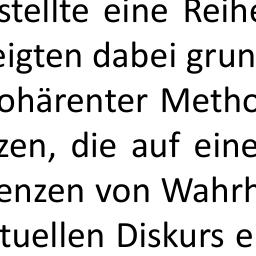 stellte eine Reihe
eigten dabei grun
ohärenter Metho
zen, die auf eine
enzen von Wahrh
tuellen Diskurs e